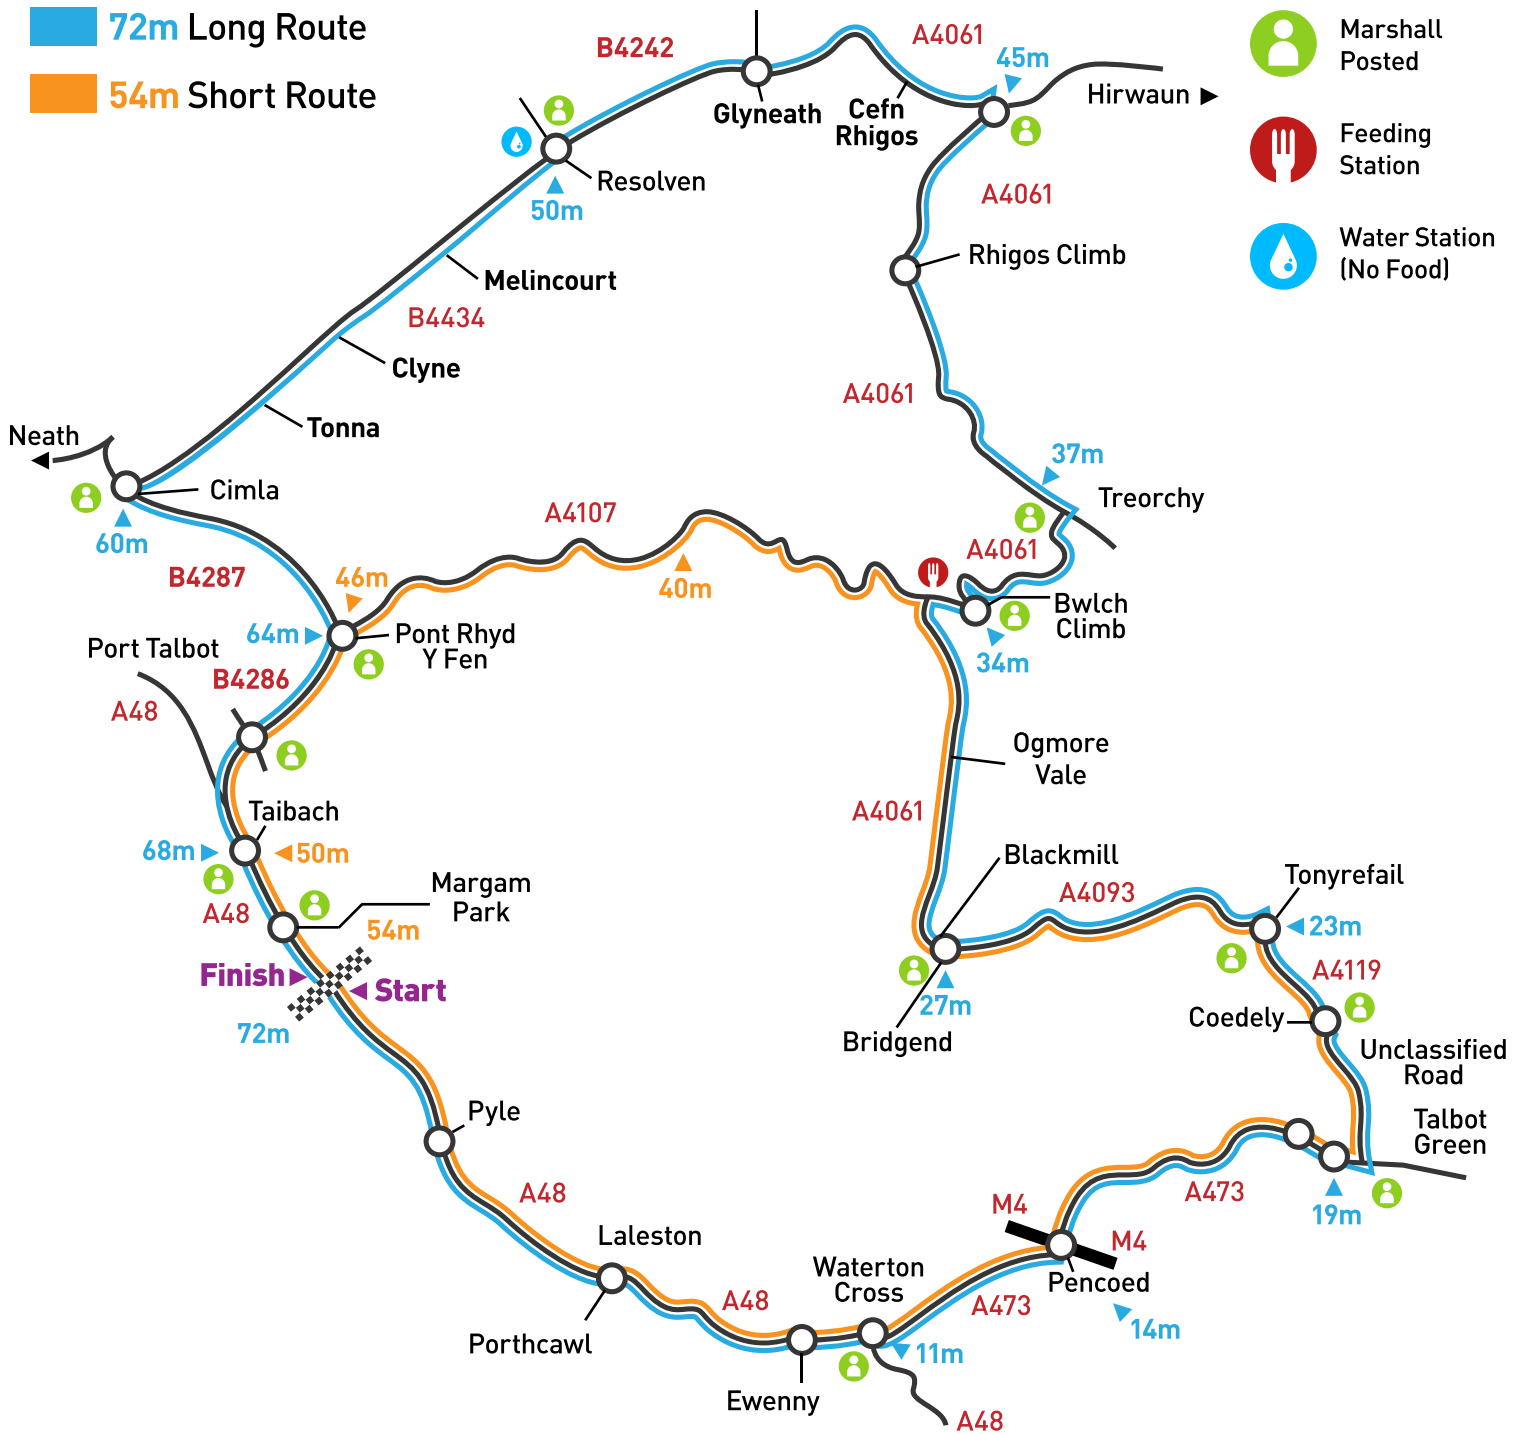 72m Long Route
54m Short Route
Marshall
Posted
Feeding
Station
Water Station
(No Food)
B4242
A4061
45m
Hirwaun
Glyneath
Cefn
Rhigos
Resolven
50m
A4061
Rhigos Climb
Melincourt
B4434
Clyne
A4061
Tonna
Neath
Cimla
60m
37m
Treorchy
A4107
A4061
B4287
46m
40m
Bwlch
Climb
34m
64m
Pont Rhyd
Y Fen
Port Talbot
B4286
A48
Ogmore
Vale
A4061
Taibach
68m
50m
Blackmill
Tonyrefail
A4093
Margam
Park
A48
54m
23m
A4119
Finish
Start
72m
27m
Bridgend
Coedely
Unclassified
Road
Pyle
Talbot
Green
A48
A473
19m
M4
M4
Laleston
Waterton
Cross
Pencoed
A48
A473
14m
Porthcawl
11m
Ewenny
A48